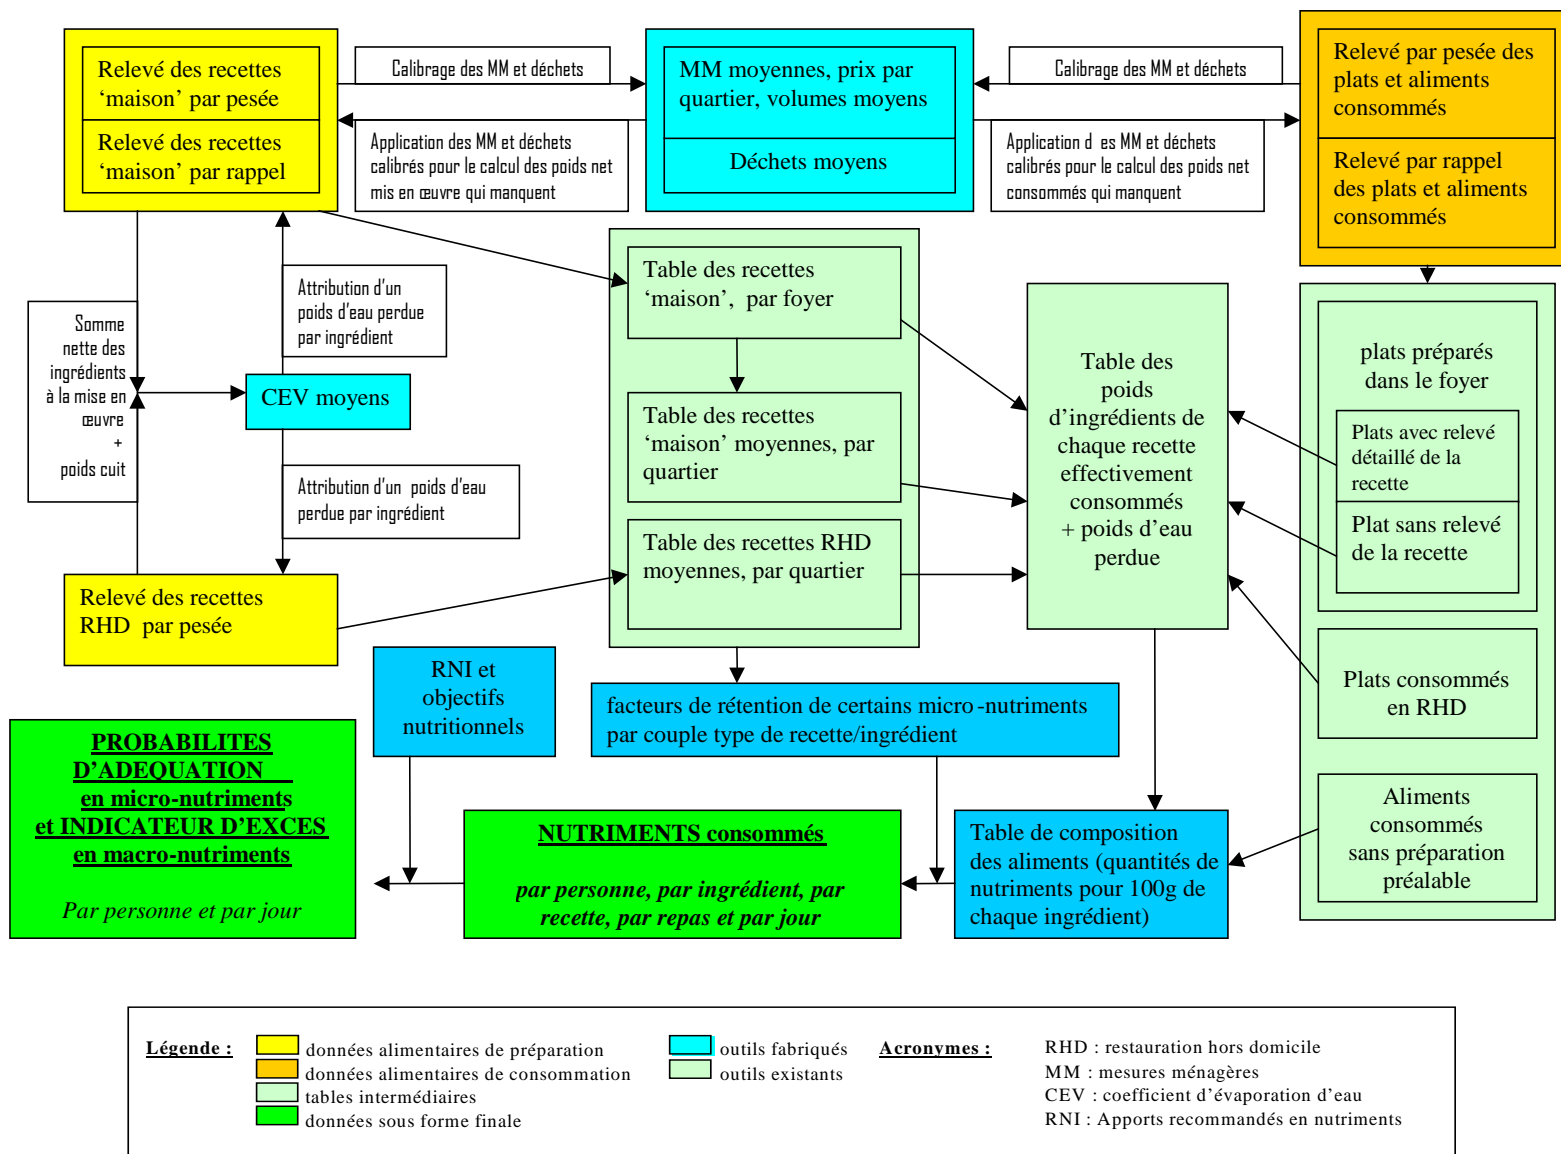 Relevé des recettes
'maison' par pesée
Relevé des recettes
'maison' par rappel
Calibrage des MM et déchets
Application des MM et déchets
calibrés pour le calcul des poids net
mis en œuvre qui manquent
MM moyennes, prix par
quartier, volumes moyens
Déchets moyens
Calibrage des MM et déchets
Application d es MM et déchets
calibrés pour le calcul des poids net
consommés qui manquent
Relevé par pesée des
plats et aliments
consommés
Relevé par rappel
des plats et aliments
consommés
Somme
nette des
ingrédients
à la mise en
œuvre
+
poids cuit
Attribution d'un
poids d'eau perdue
par ingrédient
CEV moyens
Attribution d'un poids d'eau
perdue par ingrédient
Relevé des recettes
RHD par pesée
Table des recettes
'maison', par foyer
Table des recettes
'maison' moyennes, par
quartier
Table des recettes RHD
moyennes, par quartier
Table des
poids
d'ingrédients de
chaque recette
effectivement
consommés
+ poids d'eau
perdue
plats préparés
dans le foyer
Plats avec relevé
détaillé de la
recette
Plat sans relevé
de la recette
Plats consommés
en RHD
Aliments
consommés
sans préparation
préalable
RNI et
objectifs
nutritionnels
facteurs de rétention de certains micro-nutriments
par couple type de recette/ingrédient
PROBABILITES
D'ADEQUATION
en micro-nutriments
et INDICATEUR D'EXCES
en macro-nutriments
Par personne et par jour
NUTRIMENTS consommés
par personne, par ingrédient, par
recette, par repas et par jour
Table de composition
des aliments (quantités de
nutriments pour 100g de
chaque ingrédient)
Légende :
données alimentaires de préparation
données alimentaires de consommation
tables intermédiaires
données sous forme finale
outils fabriqués
outils existants
Acronymes :
RHD : restauration hors domicile
MM : mesures ménagères
CEV : coefficient d'évaporation d'eau
RNI : Apports recommandés en nutriments